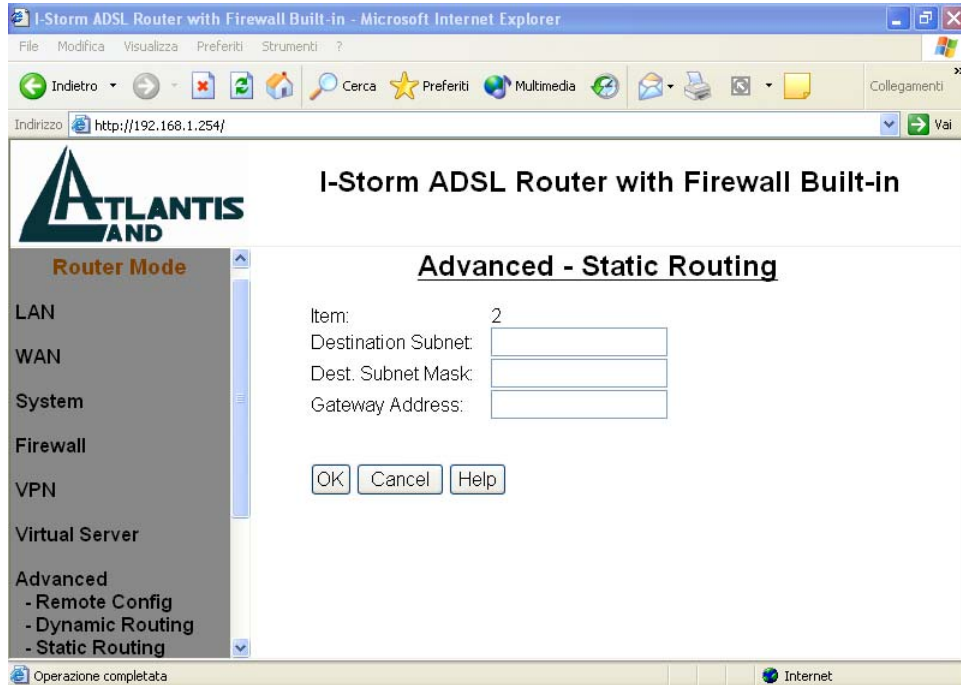 I-Storm ADSL Router with Firewall Built-in - Microsoft Internet Explorer
File Modifica Visualizza Preferiti Strumenti ?
Indietro Cerca Preferiti Multimedia Collegamenti
Indirizzo http://192.168.1.254/ Vai
ATLANTIS
LAND
I-Storm ADSL Router with Firewall Built-in
Router Mode
LAN
WAN
System
Firewall
VPN
Virtual Server
Advanced
- Remote Config
- Dynamic Routing
- Static Routing
Advanced - Static Routing
Item: 2
Destination Subnet:
Dest. Subnet Mask:
Gateway Address:
OK Cancel Help
Operazione completata Internet